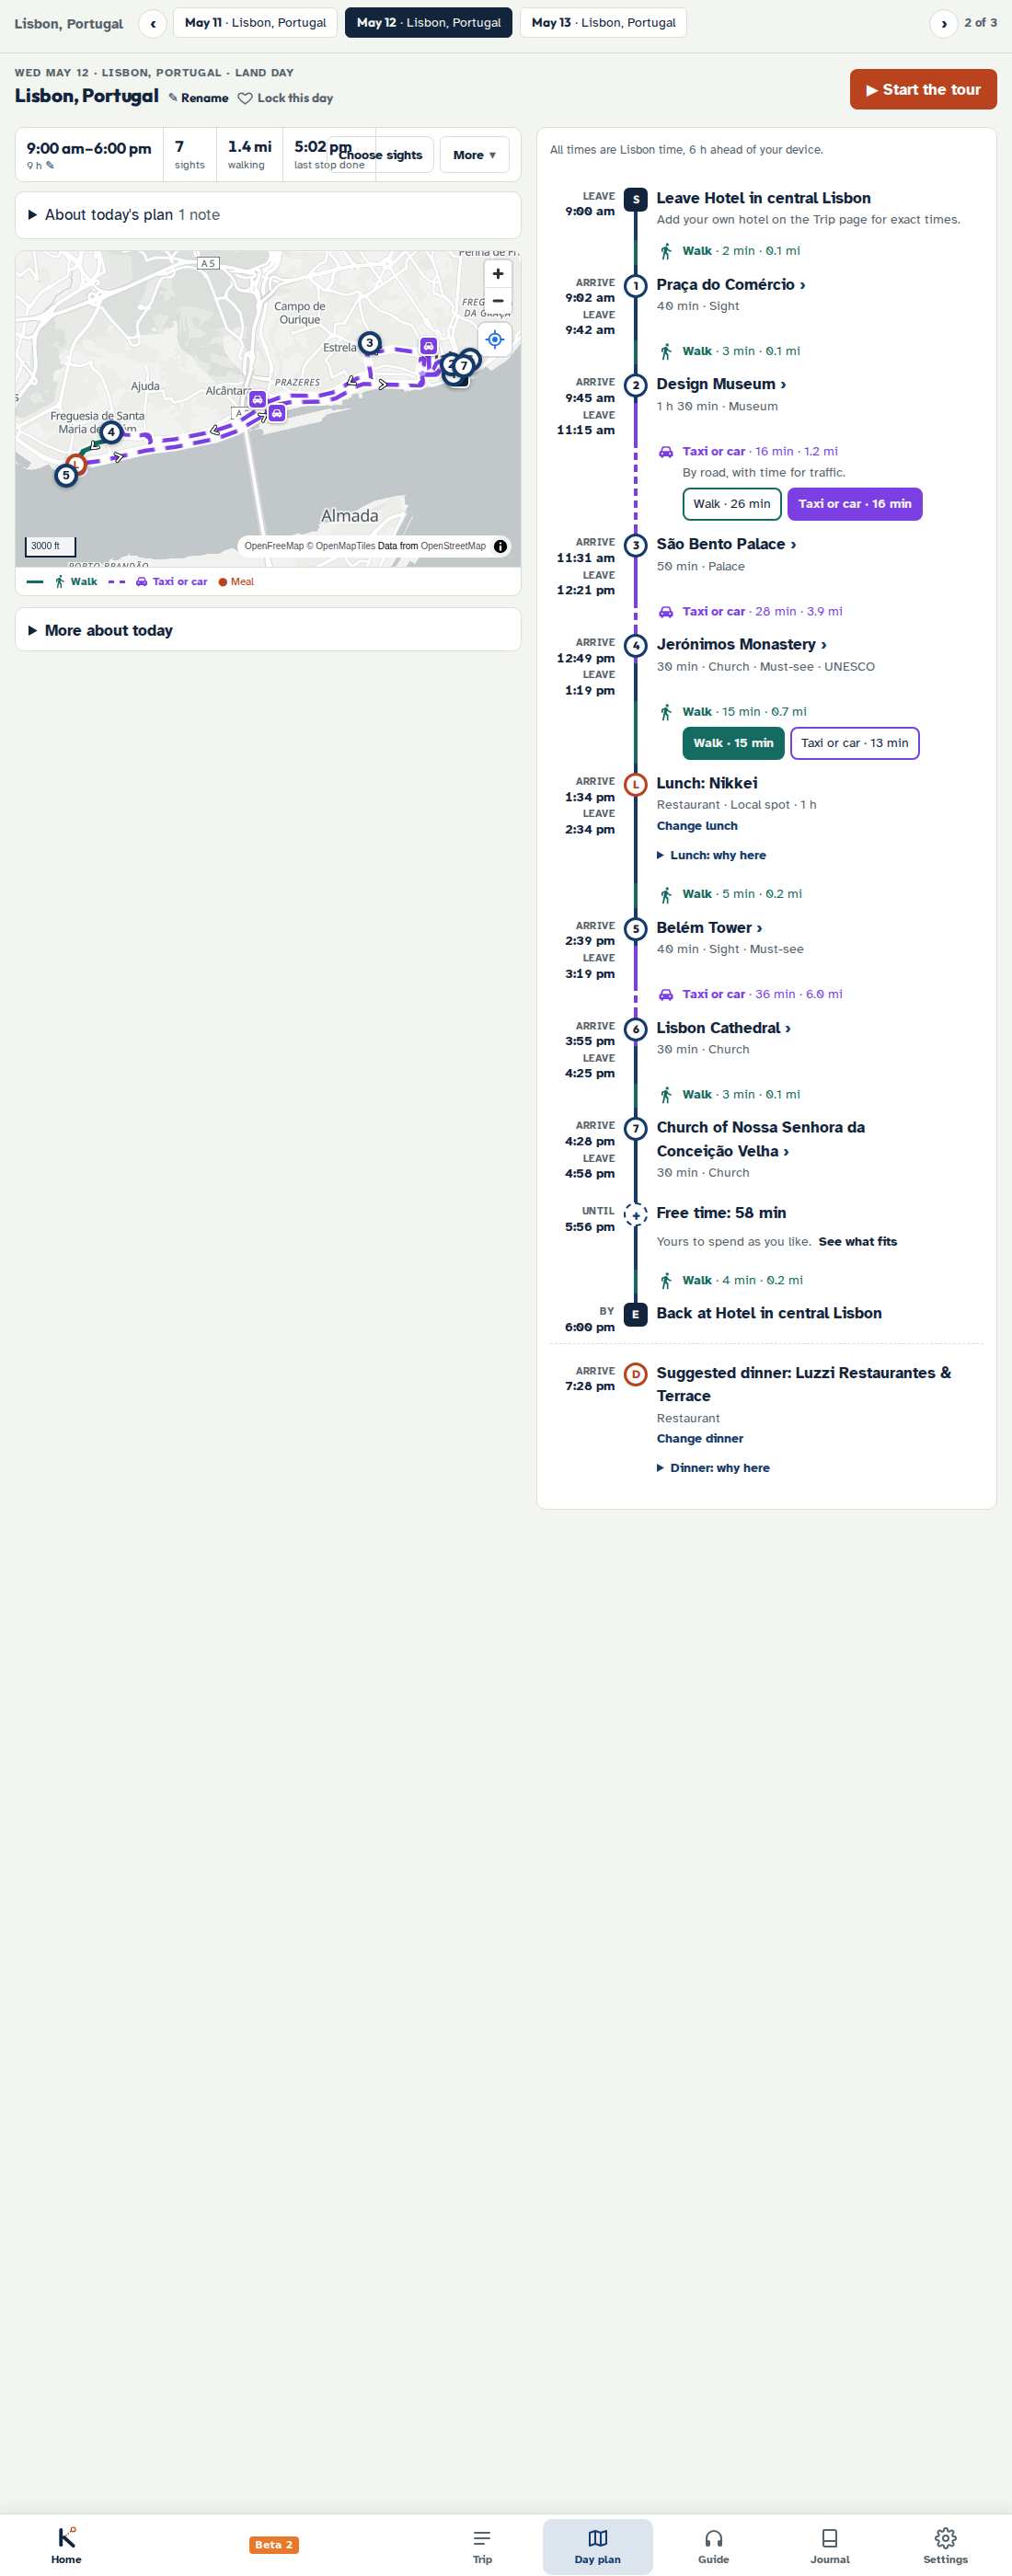 Lisbon, Portugal
‹
May 11 · Lisbon, Portugal
May 12 · Lisbon, Portugal
May 13 · Lisbon, Portugal
›
2 of 3
WED MAY 12 · LISBON, PORTUGAL · LAND DAY
Lisbon, Portugal ✎ Rename Lock this day
▶ Start the tour
9:00 am–6:00 pm
9 h ✎
7
sights
1.4 mi
walking
5:02 pm
last stop done
Choose sights
More ▾
▶ About today's plan 1 note
A 5
Campo de
Ourique
Estrela
PRAZERES
Ajuda
Freguesia de Santa
DA GRAÇA
Almada
3
7
4
5
+
−
3000 ft
OpenFreeMap © OpenMapTiles Data from OpenStreetMap
Walk
Taxi or car
Meal
▶ More about today
All times are Lisbon time, 6 h ahead of your device.
LEAVE
9:00 am
S
Leave Hotel in central Lisbon
Add your own hotel on the Trip page for exact times.
Walk · 2 min · 0.1 mi
ARRIVE
9:02 am
LEAVE
9:42 am
1
Praça do Comércio ›
40 min · Sight
Walk · 3 min · 0.1 mi
ARRIVE
9:45 am
LEAVE
11:15 am
2
Design Museum ›
1 h 30 min · Museum
Taxi or car · 16 min · 1.2 mi
By road, with time for traffic.
Walk · 26 min
Taxi or car · 16 min
ARRIVE
11:31 am
LEAVE
12:21 pm
3
São Bento Palace ›
50 min · Palace
Taxi or car · 28 min · 3.9 mi
ARRIVE
12:49 pm
LEAVE
1:19 pm
4
Jerónimos Monastery ›
30 min · Church · Must-see · UNESCO
Walk · 15 min · 0.7 mi
Walk · 15 min
Taxi or car · 13 min
ARRIVE
1:34 pm
LEAVE
2:34 pm
L
Lunch: Nikkei
Restaurant · Local spot · 1 h
Change lunch
▶ Lunch: why here
Walk · 5 min · 0.2 mi
ARRIVE
2:39 pm
LEAVE
3:19 pm
5
Belém Tower ›
40 min · Sight · Must-see
Taxi or car · 36 min · 6.0 mi
ARRIVE
3:55 pm
LEAVE
4:25 pm
6
Lisbon Cathedral ›
30 min · Church
Walk · 3 min · 0.1 mi
ARRIVE
4:28 pm
LEAVE
4:58 pm
7
Church of Nossa Senhora da
Conceição Velha ›
30 min · Church
UNTIL
5:56 pm
+
Free time: 58 min
Yours to spend as you like. See what fits
Walk · 4 min · 0.2 mi
BY
6:00 pm
E
Back at Hotel in central Lisbon
ARRIVE
7:28 pm
D
Suggested dinner: Luzzi Restaurantes &
Terrace
Restaurant
Change dinner
▶ Dinner: why here
Home
Beta 2
Trip
Day plan
Guide
Journal
Settings